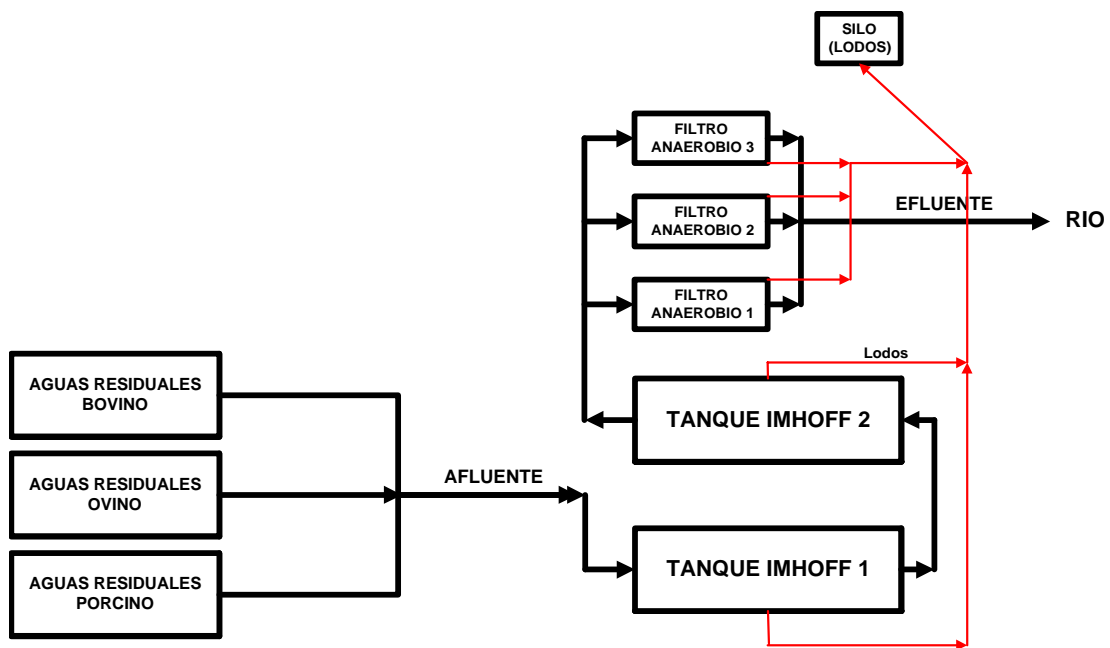 SILO
(LODOS)
FILTRO
ANAEROBIO 3
FILTRO
ANAEROBIO 2
EFLUENTE
RIO
FILTRO
ANAEROBIO 1
Lodos
AGUAS RESIDUALES
BOVINO
TANQUE IMHOFF 2
AGUAS RESIDUALES
OVINO
AFLUENTE
TANQUE IMHOFF 1
AGUAS RESIDUALES
PORCINO